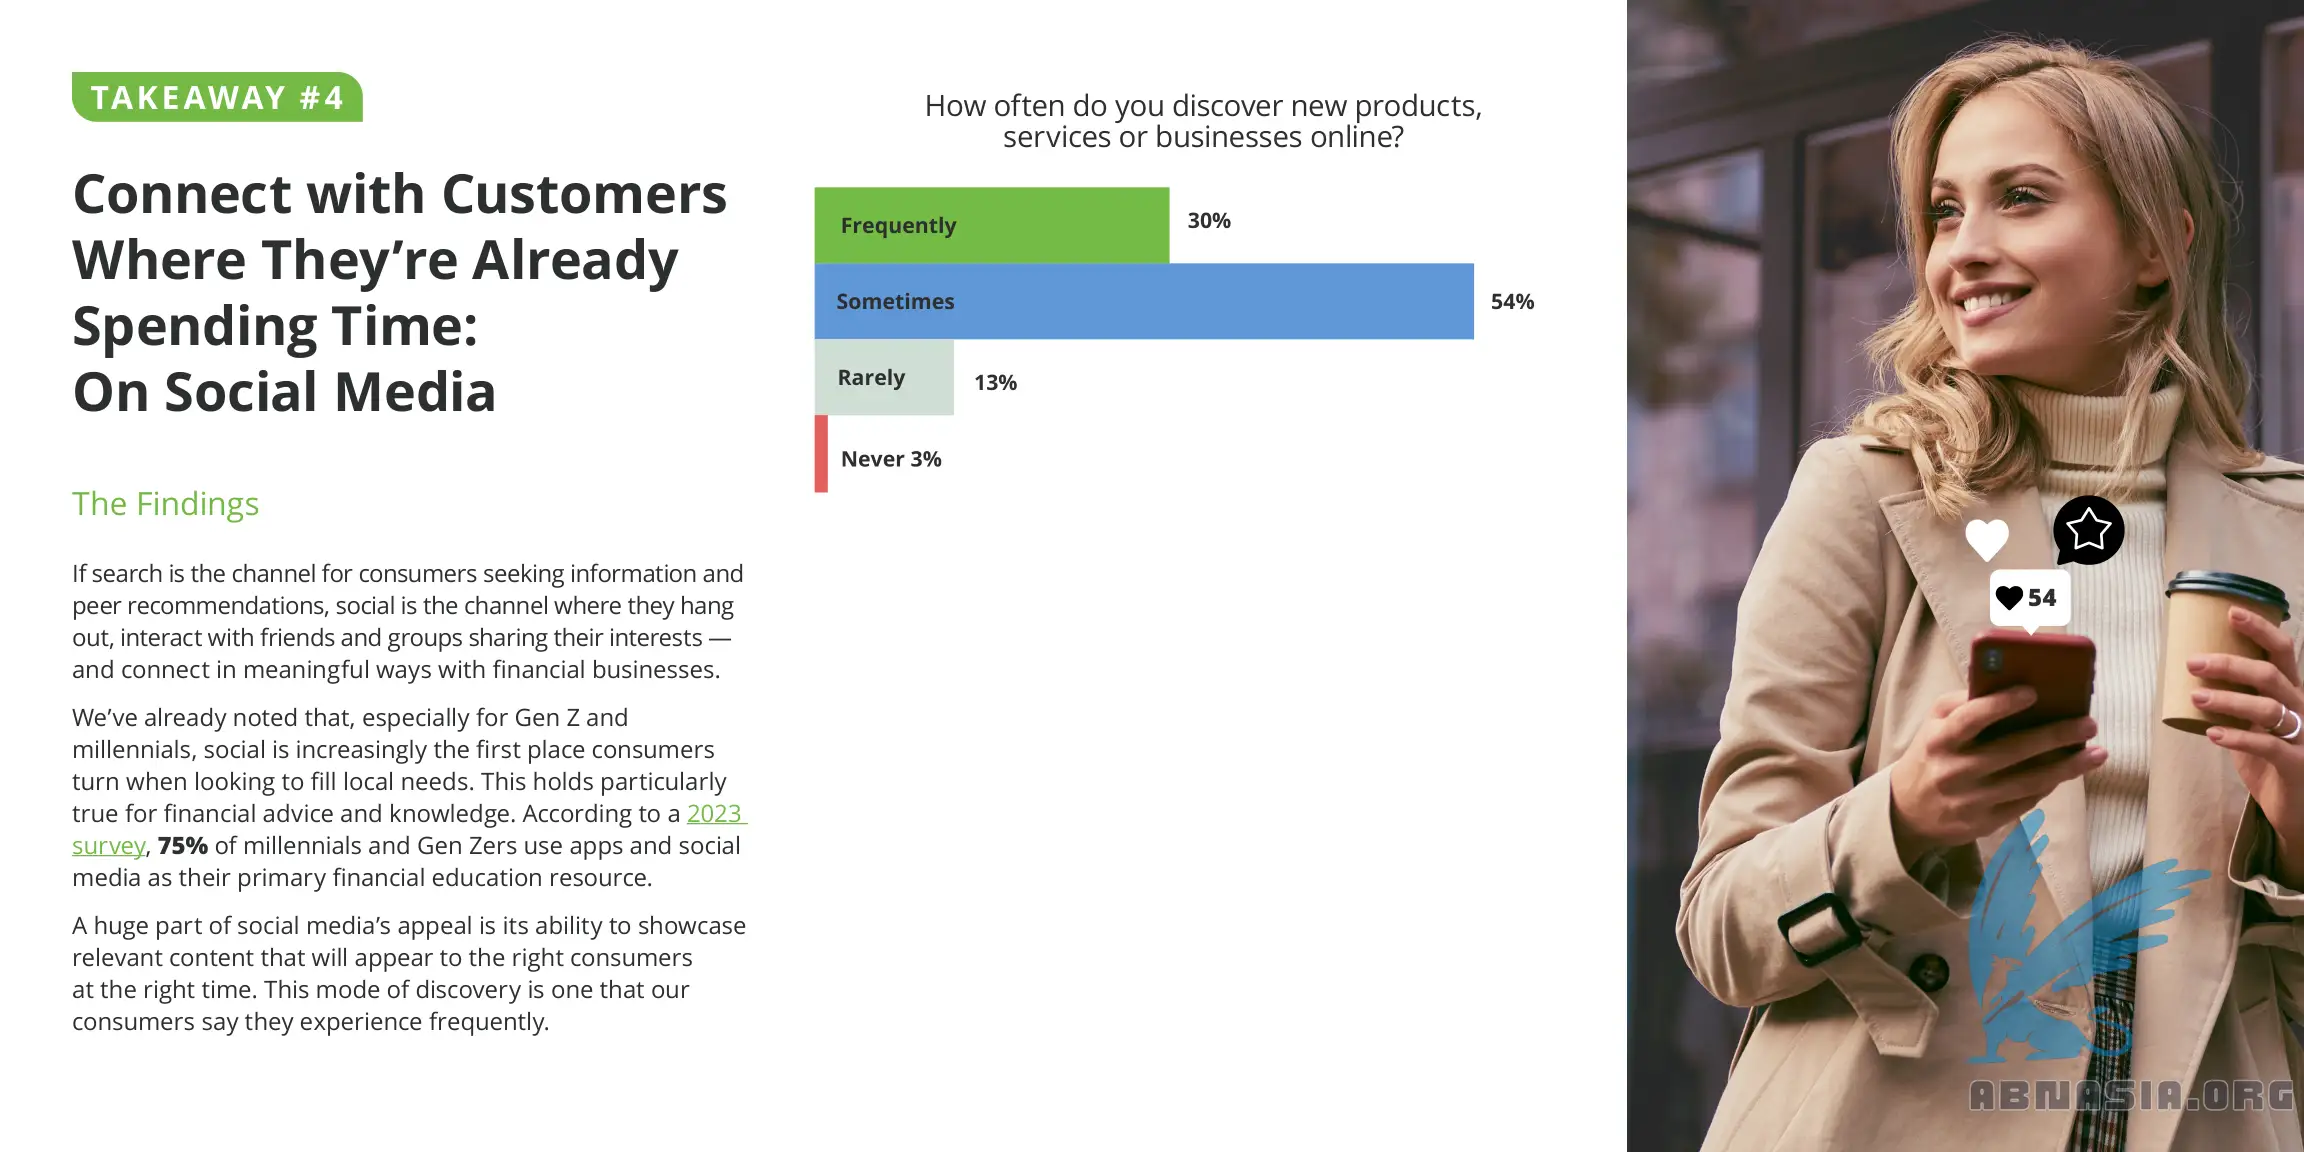 TAKEAWAY #4
Connect with Customers
Where They’re Already
Spending Time:
On Social Media
The Findings
If search is the channel for consumers seeking information and
peer recommendations, social is the channel where they hang
out, interact with friends and groups sharing their interests —
and connect in meaningful ways with financial businesses.
We’ve already noted that, especially for Gen Z and
millennials, social is increasingly the first place consumers
turn when looking to fill local needs. This holds particularly
true for financial advice and knowledge. According to a 2023
survey, 75% of millennials and Gen Zers use apps and social
media as their primary financial education resource.
A huge part of social media’s appeal is its ability to showcase
relevant content that will appear to the right consumers
at the right time. This mode of discovery is one that our
consumers say they experience frequently.
How often do you discover new products,
services or businesses online?
Frequently 30%
Sometimes 54%
Rarely 13%
Never 3%
54
ABNASIA.ORG